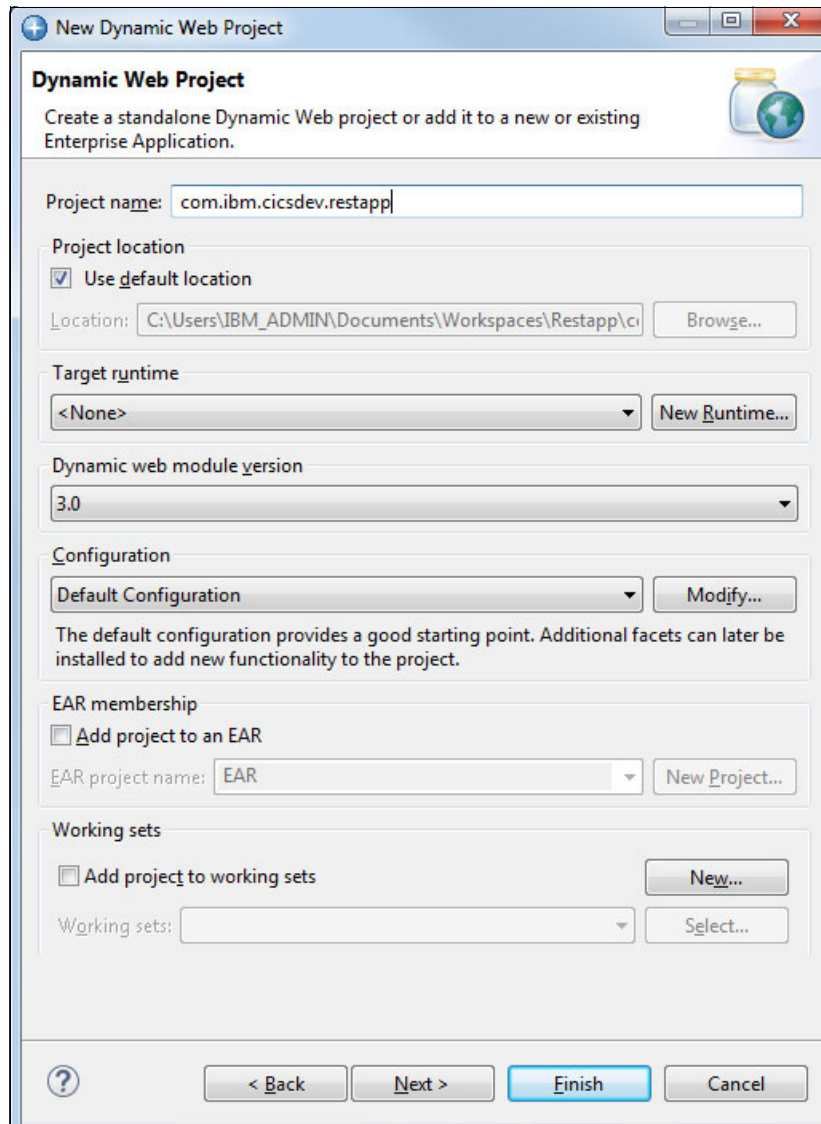 New Dynamic Web Project
Dynamic Web Project
Create a standalone Dynamic Web project or add it to a new or existing
Enterprise Application.
Project name: com.ibm.cicsdev.restapp
Project location
Use default location
Location: C:\Users\IBM_ADMIN\Documents\Workspaces\Restapp\c Browse...
Target runtime
<None> New Runtime...
Dynamic web module version
3.0
Configuration
Default Configuration Modify...
The default configuration provides a good starting point. Additional facets can later be
installed to add new functionality to the project.
EAR membership
Add project to an EAR
EAR project name: EAR New Project...
Working sets
Add project to working sets New...
Working sets: Select...
? < Back Next > Finish Cancel